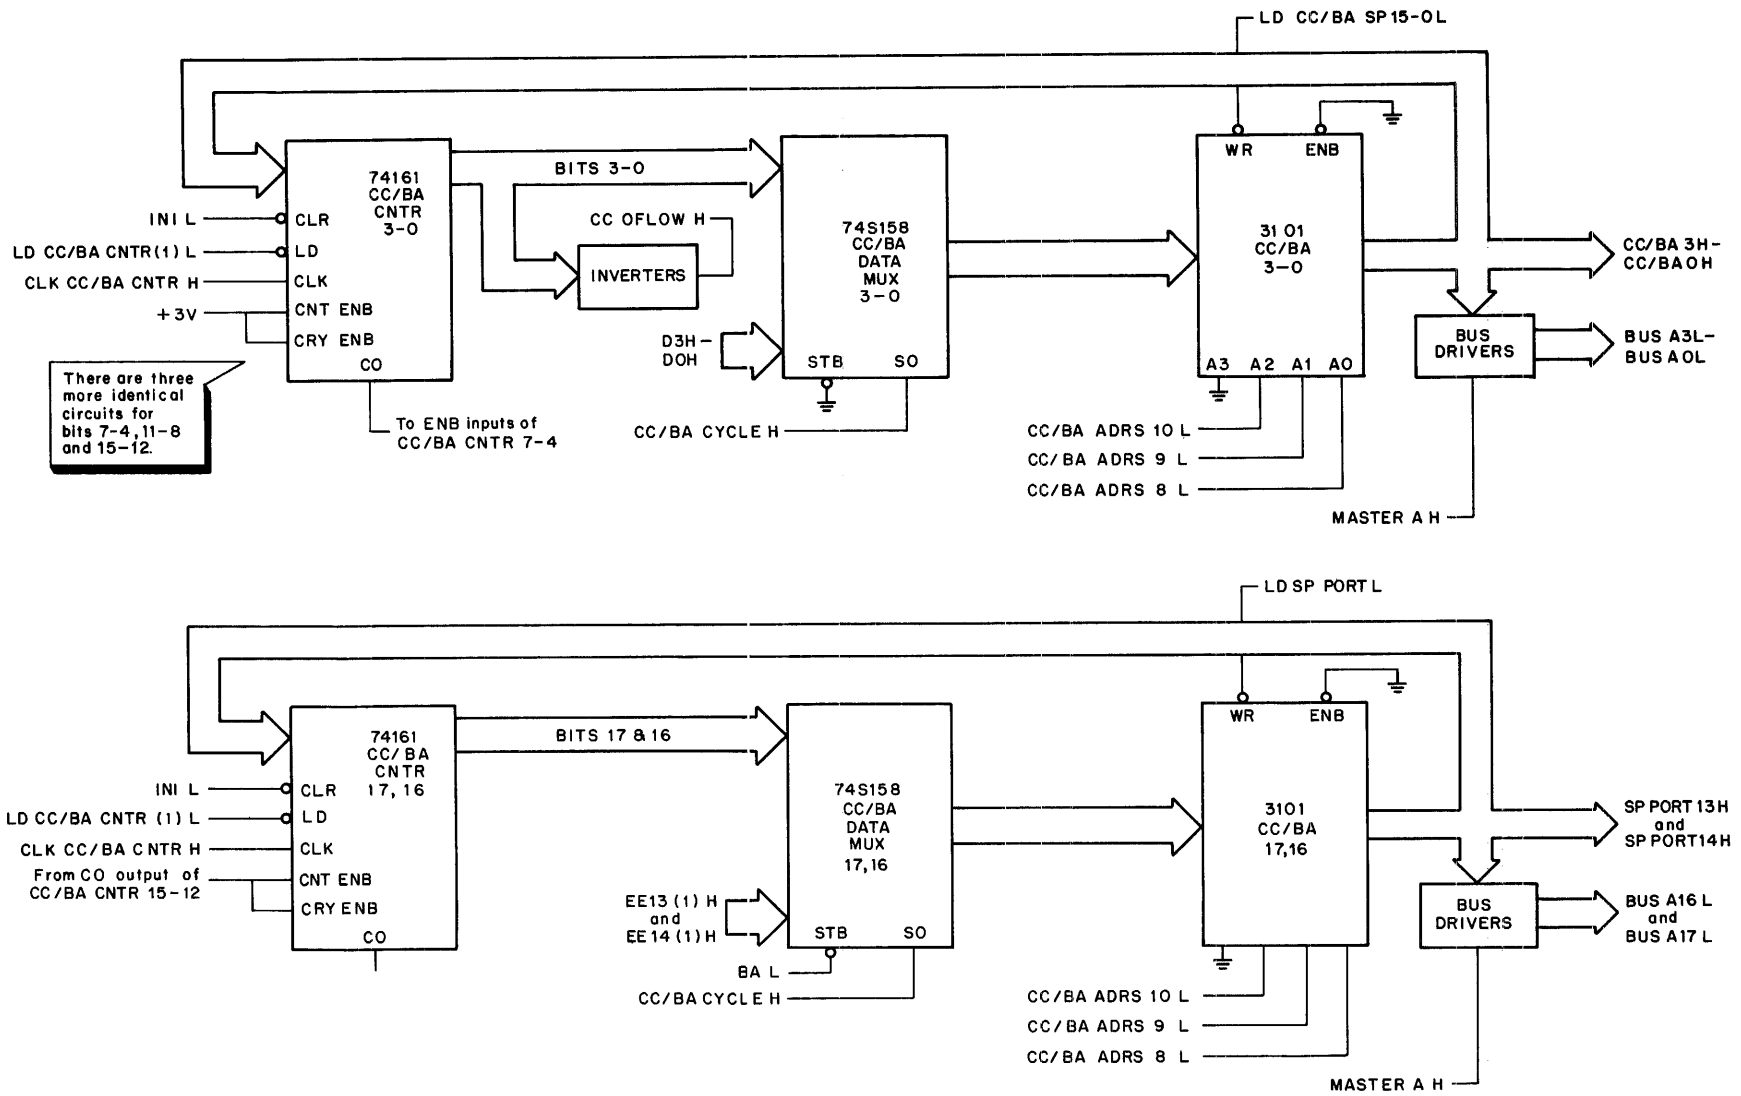 LD CC/BA SP15-0L
74161
CC/BA
CNTR
3-0
INI L
LD CC/BA CNTR(1) L
CLK CC/BA CNTR H
+3V
CLR
LD
CLK
CNT ENB
CRY ENB
CO
To ENB inputs of
CC/BA CNTR 7-4
There are three
more identical
circuits for
bits 7-4, 11-8
and 15-12.
BITS 3-0
CC OFLOW H
INVERTERS
D3H-
D0H
74S158
CC/BA
DATA
MUX
3-0
STB
SO
CC/BA CYCLE H
WR
ENB
3101
CC/BA
3-0
A3
A2
A1
A0
CC/BA ADRS 10 L
CC/BA ADRS 9 L
CC/BA ADRS 8 L
CC/BA 3H-
CC/BA0H
BUS
DRIVERS
BUS A3L-
BUS A0L
MASTER A H
LD SP PORT L
74161
CC/BA
CNTR
17,16
INI L
LD CC/BA CNTR (1) L
CLK CC/BA CNTR H
From CO output of
CC/BA CNTR 15-12
CLR
LD
CLK
CNT ENB
CRY ENB
CO
BITS 17 & 16
EE13 (1) H
and
EE14 (1) H
74S158
CC/BA
DATA
MUX
17,16
STB
SO
BA L
CC/BA CYCLE H
WR
ENB
3101
CC/BA
17,16
CC/BA ADRS 10 L
CC/BA ADRS 9 L
CC/BA ADRS 8 L
SP PORT 13H
and
SP PORT14H
BUS
DRIVERS
BUS A16 L
and
BUS A17 L
MASTER A H